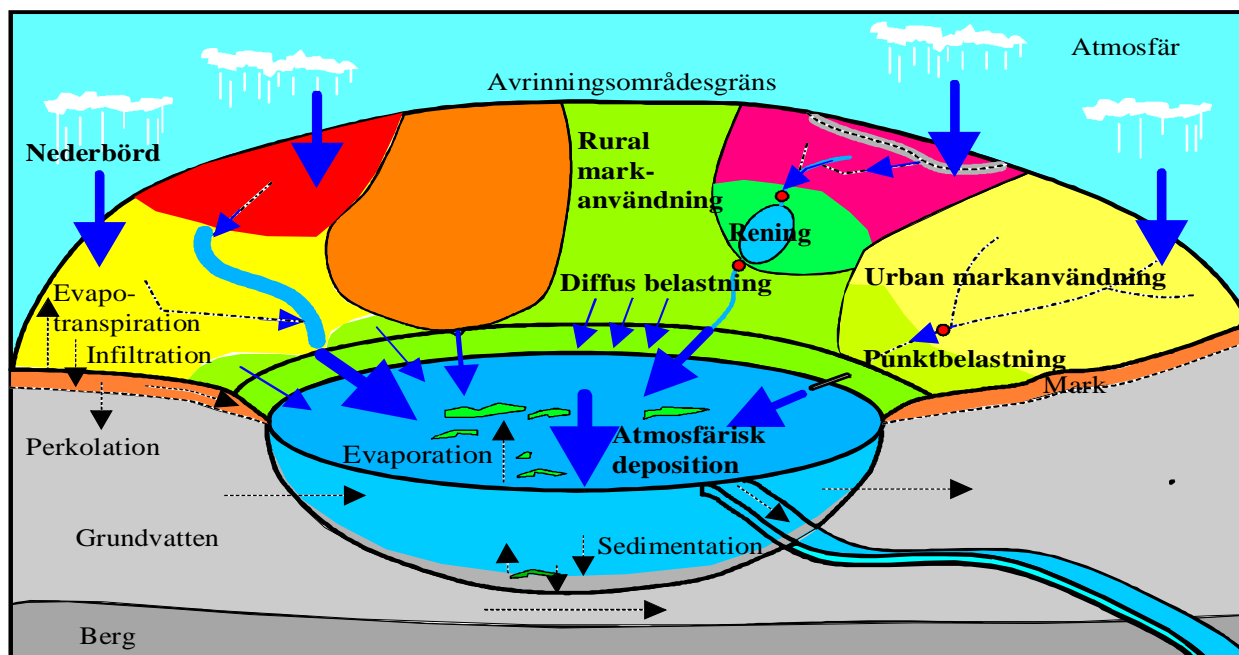 Atmosfär
Avrinningsområdesgräns
Nederbörd
Rural
mark-
användning
Rening
Urban markanvändning
Diffus belastning
Evapo-
transpiration
Infiltration
Punktbelastning
Mark
Perkolation
Evaporation
Atmosfärisk
deposition
Grundvatten
Sedimentation
Berg